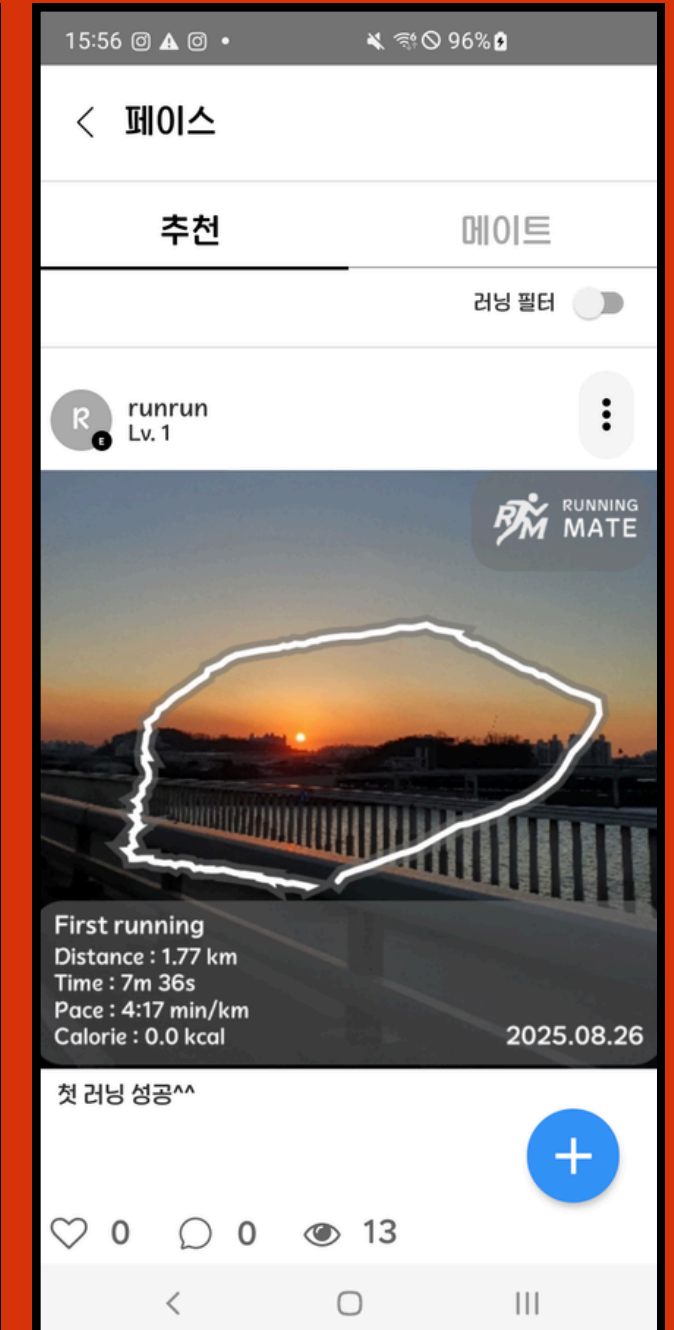 15:56
96%
페이스
추천
메이트
러닝 필터
R
E
runrun
Lv. 1
RM
RUNNING
MATE
First running
Distance : 1.77 km
Time : 7m 36s
Pace : 4:17 min/km
Calorie : 0.0 kcal
2025.08.26
첫 러닝 성공^^
0
0
13